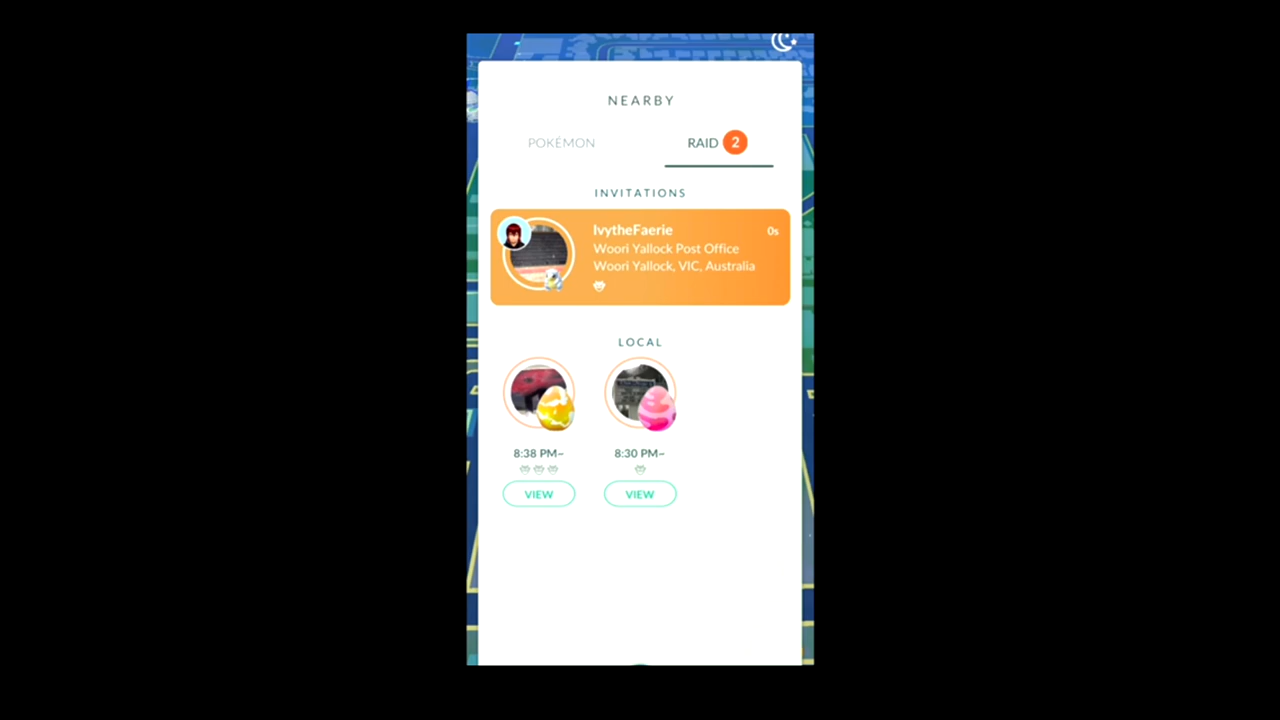 NEARBY
POKÉMON
RAID 2
INVITATIONS
IvytheFaerie 0s
Woori Yallock Post Office
Woori Yallock, VIC, Australia
LOCAL
8:38 PM~ 8:30 PM~
VIEW VIEW